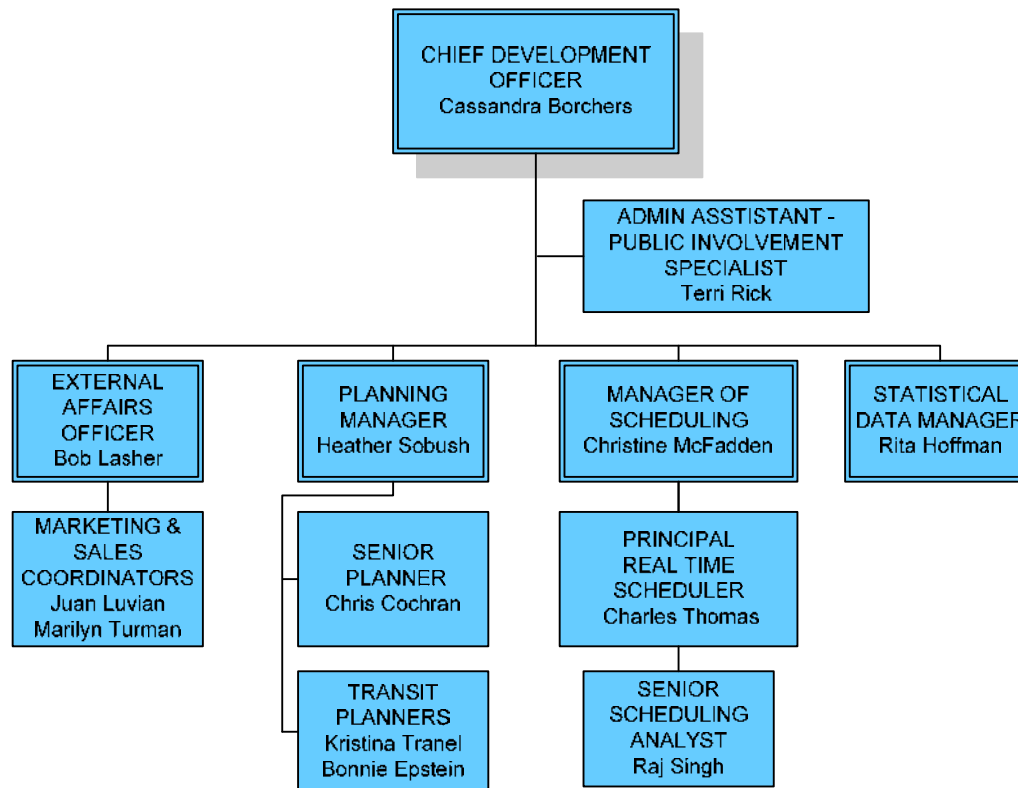 CHIEF DEVELOPMENT
OFFICER
Cassandra Borchers
ADMIN ASSTISTANT -
PUBLIC INVOLVEMENT
SPECIALIST
Terri Rick
EXTERNAL
AFFAIRS
OFFICER
Bob Lasher
PLANNING
MANAGER
Heather Sobush
MANAGER OF
SCHEDULING
Christine McFadden
STATISTICAL
DATA MANAGER
Rita Hoffman
MARKETING &
SALES
COORDINATORS
Juan Luvian
Marilyn Turman
SENIOR
PLANNER
Chris Cochran
PRINCIPAL
REAL TIME
SCHEDULER
Charles Thomas
TRANSIT
PLANNERS
Kristina Tranel
Bonnie Epstein
SENIOR
SCHEDULING
ANALYST
Raj Singh